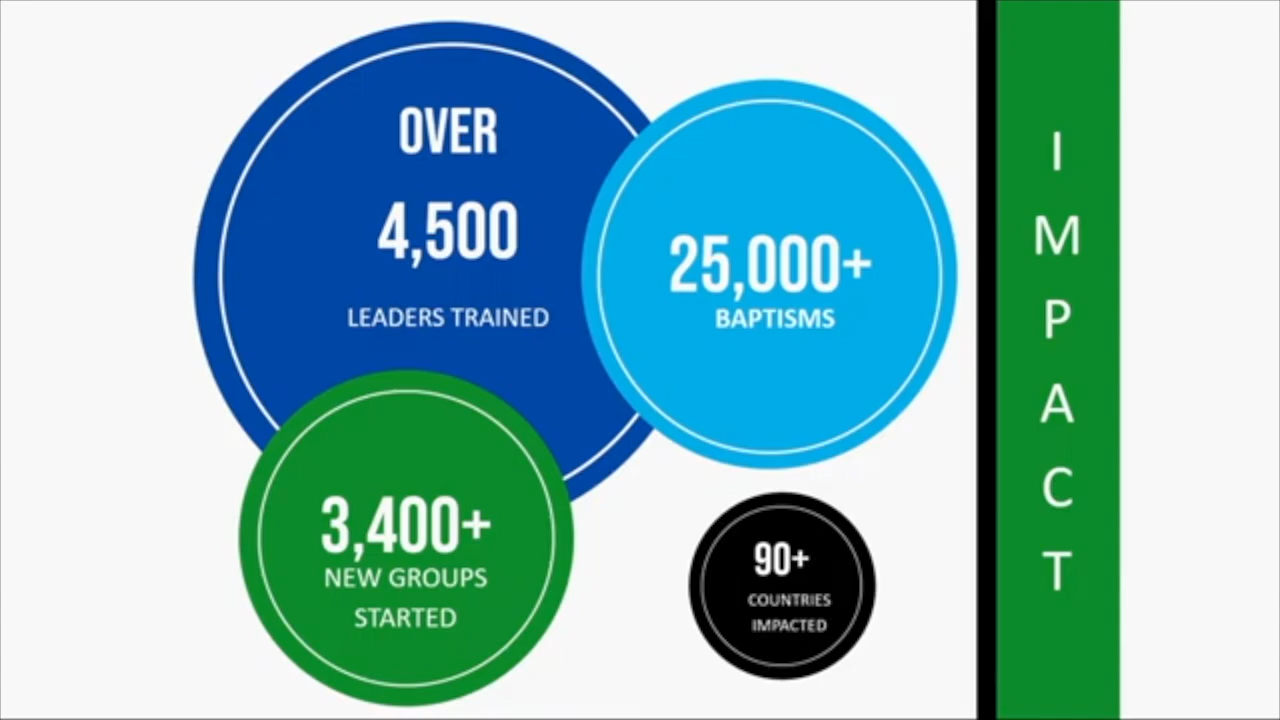 OVER
4,500
LEADERS TRAINED
25,000+
BAPTISMS
3,400+
NEW GROUPS
STARTED
90+
COUNTRIES
IMPACTED
I
M
P
A
C
T